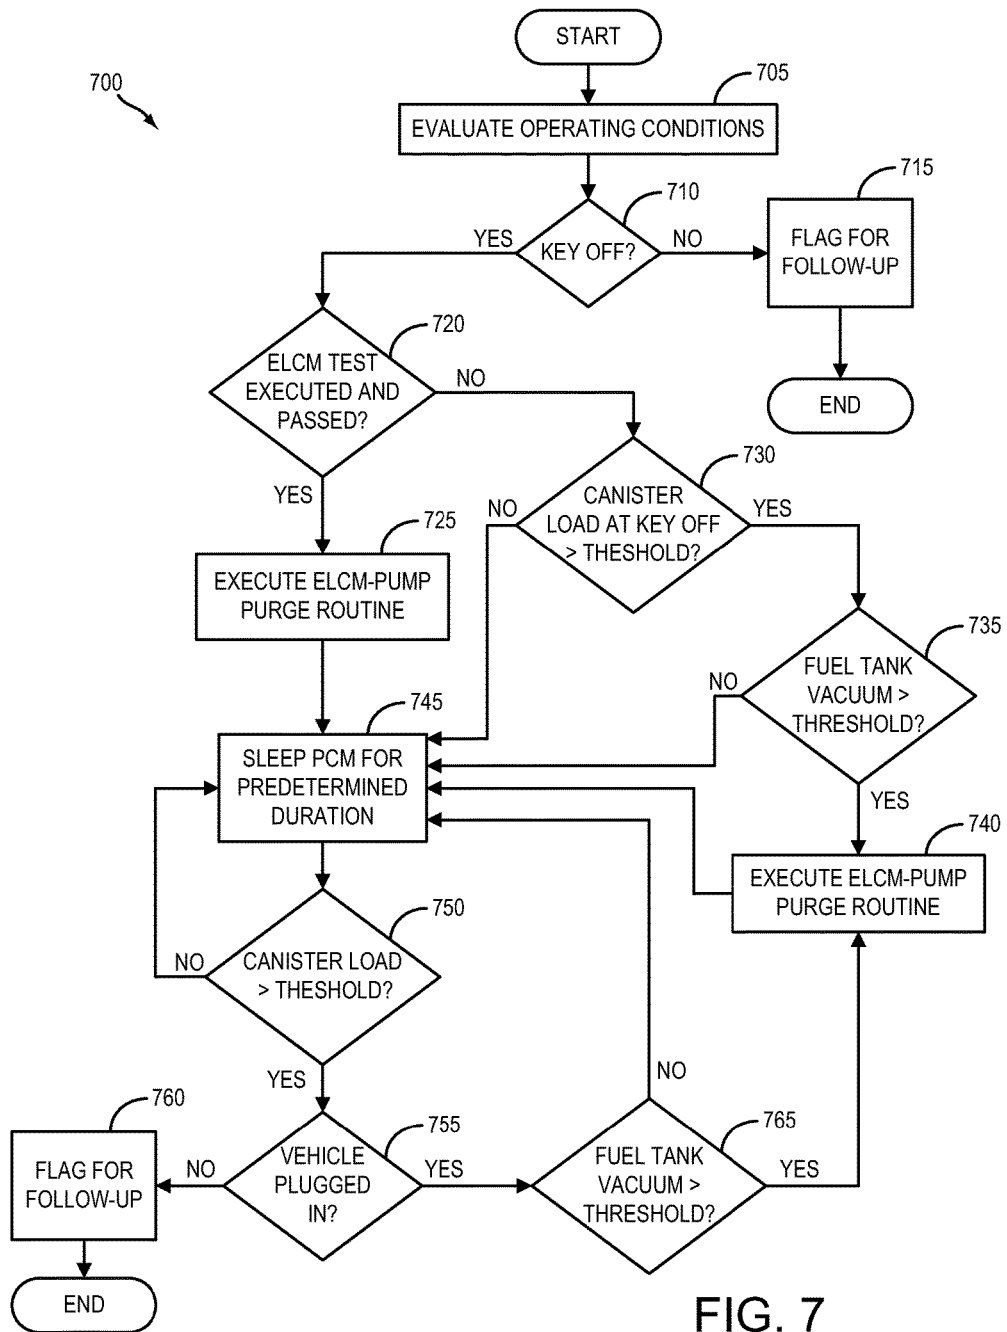 START
700
705
EVALUATE OPERATING CONDITIONS
710
715
YES
KEY OFF?
NO
FLAG FOR
FOLLOW-UP
720
ELCM TEST
EXECUTED AND
PASSED?
NO
END
730
YES
NO
CANISTER
LOAD AT KEY OFF
> THESHOLD?
YES
725
EXECUTE ELCM-PUMP
PURGE ROUTINE
735
NO
FUEL TANK
VACUUM >
THRESHOLD?
745
SLEEP PCM FOR
PREDETERMINED
DURATION
YES
740
EXECUTE ELCM-PUMP
PURGE ROUTINE
750
NO
CANISTER LOAD
> THESHOLD?
YES
NO
760
755
765
FLAG FOR
FOLLOW-UP
NO
VEHICLE
PLUGGED
IN?
YES
FUEL TANK
VACUUM >
THRESHOLD?
YES
END
FIG. 7